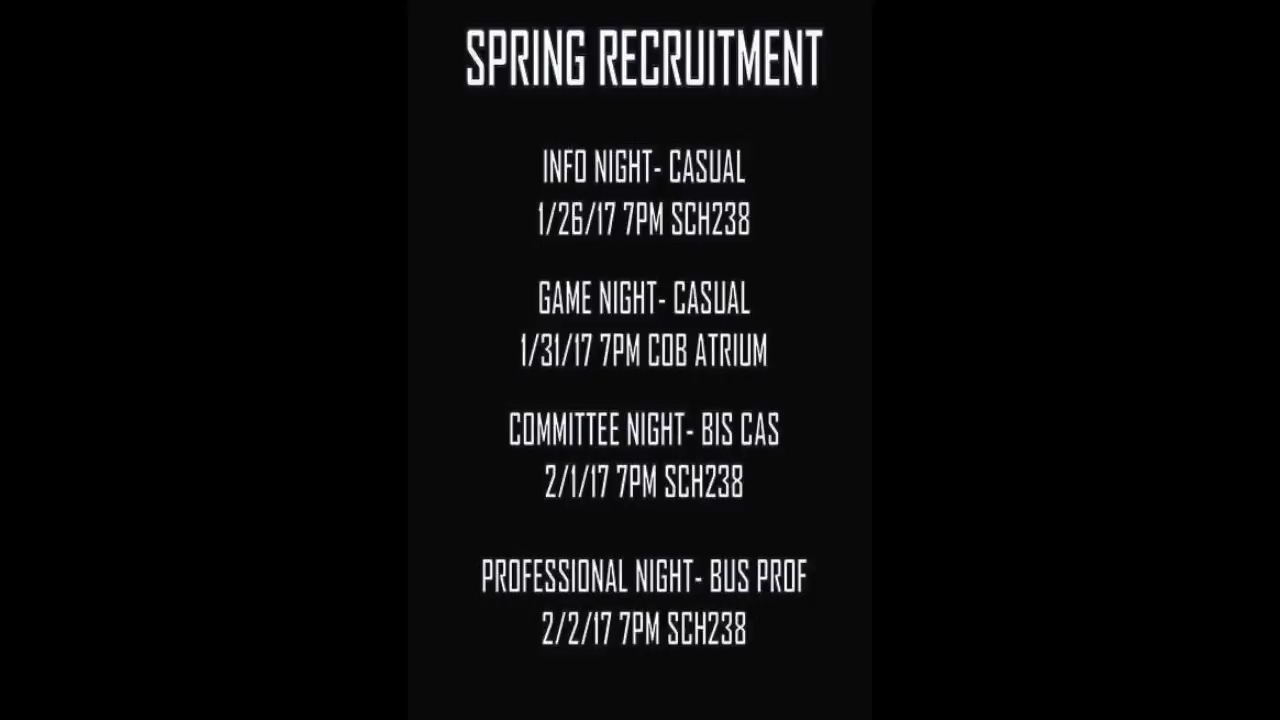 SPRING RECRUITMENT
INFO NIGHT- CASUAL
1/26/17 7PM SCH238
GAME NIGHT- CASUAL
1/31/17 7PM COB ATRIUM
COMMITTEE NIGHT- BIS CAS
2/1/17 7PM SCH238
PROFESSIONAL NIGHT- BUS PROF
2/2/17 7PM SCH238